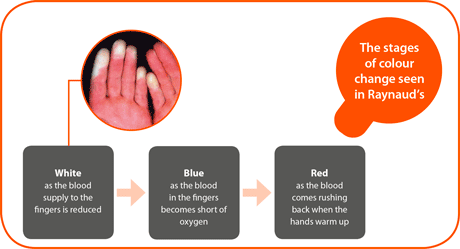 The stages
of colour
change seen
in Raynaud's
White
as the blood
supply to the
fingers is reduced
Blue
as the blood
in the fingers
becomes short of
oxygen
Red
as the blood
comes rushing
back when the
hands warm up